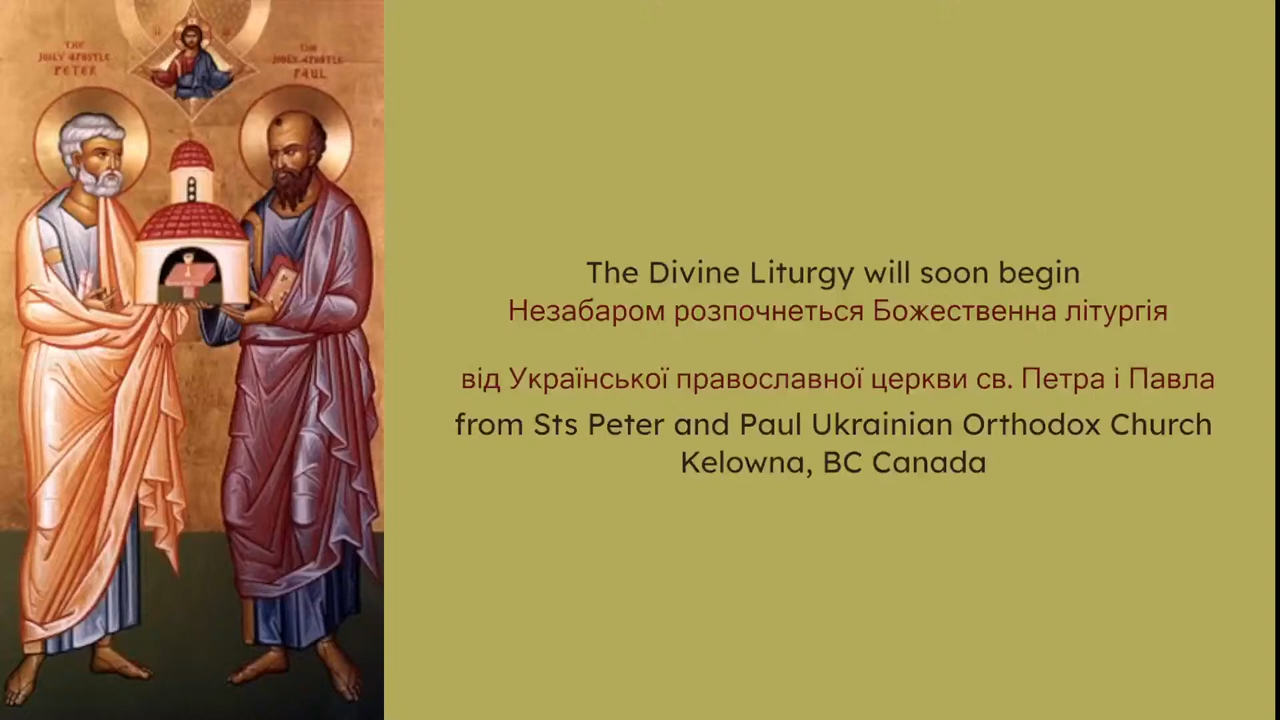 THE
HOLY APOSTLE
PETER
THE
HOLY APOSTLE
PAUL
The Divine Liturgy will soon begin
Незабаром розпочнеться Божественна літургія
від Української православної церкви св. Петра і Павла
from Sts Peter and Paul Ukrainian Orthodox Church
Kelowna, BC Canada